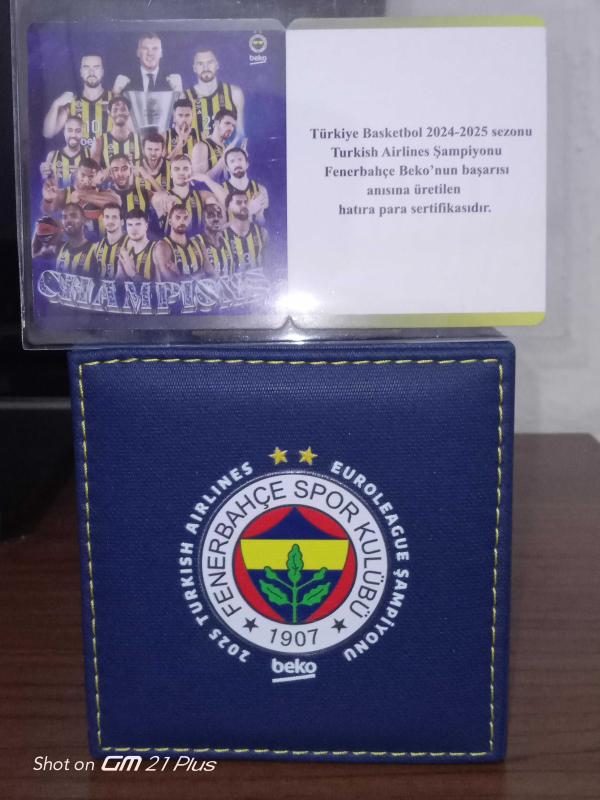 beko
10
CHAMPIONS
Türkiye Basketbol 2024-2025 sezonu
Turkish Airlines Şampiyonu
Fenerbahçe Beko'nun başarısı
anısına üretilen
hatıra para sertifikasıdır.
2025 TURKISH AIRLINES EUROLEAGUE ŞAMPİYONU
FENERBAHÇE SPOR KULÜBÜ
1907
beko
Shot on GM 21 Plus